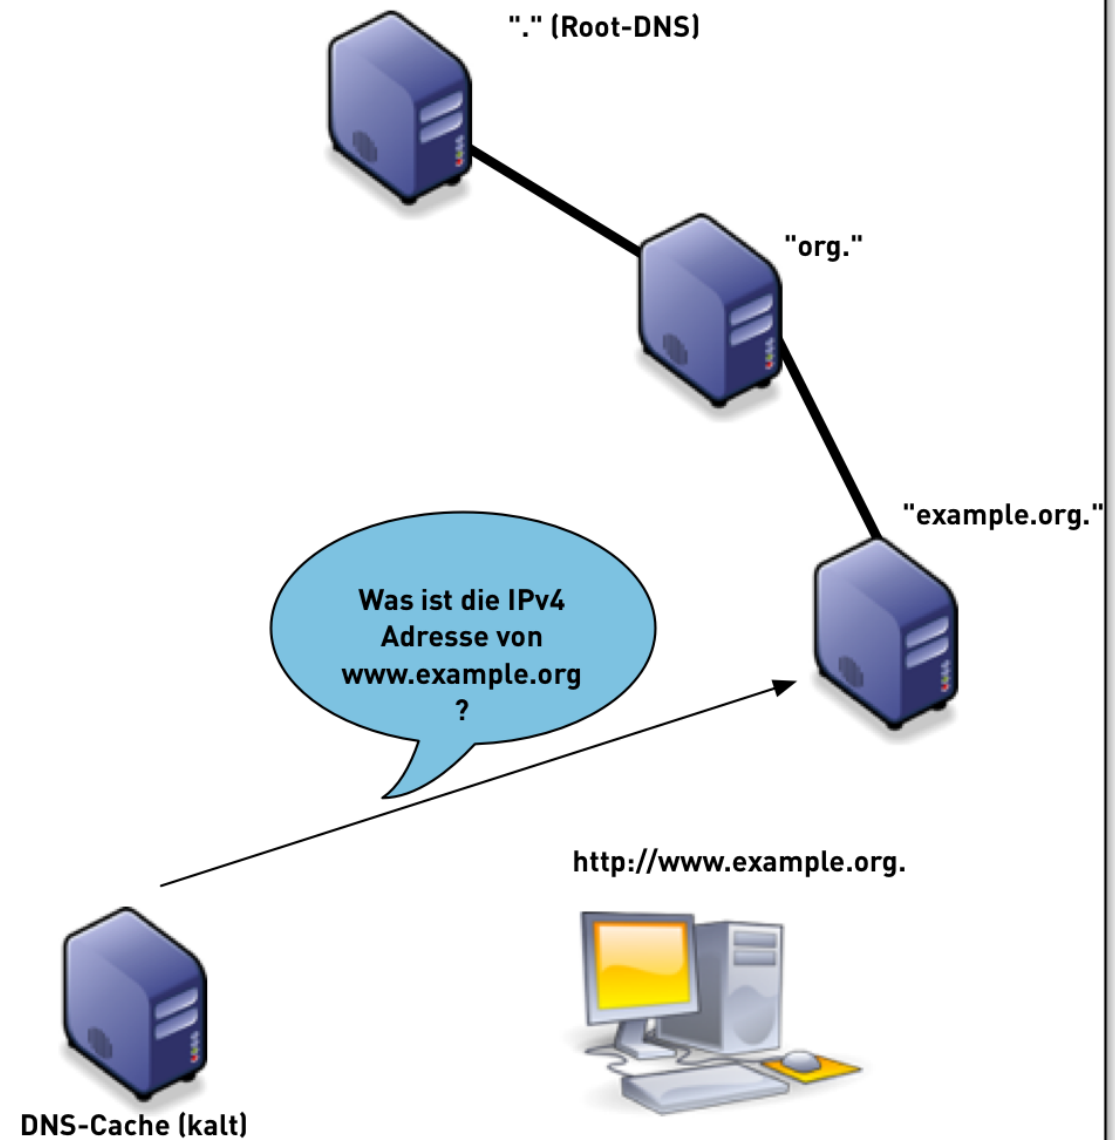 "." (Root-DNS)
"org."
"example.org."
Was ist die IPv4
Adresse von
www.example.org
?
http://www.example.org.
DNS-Cache (kalt)